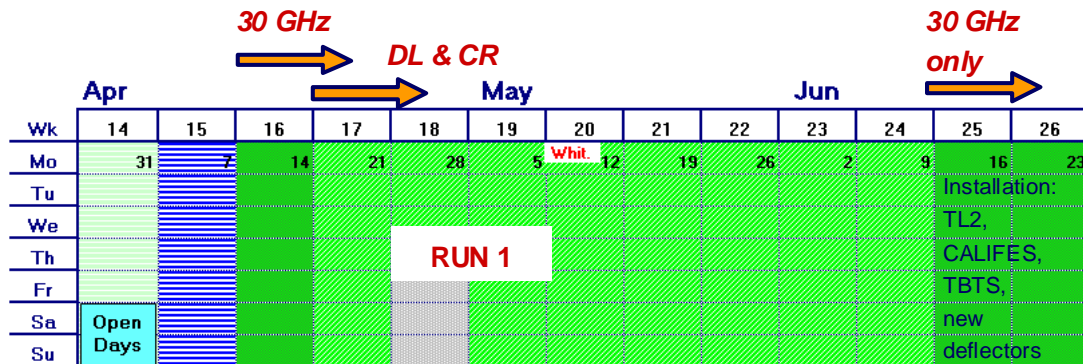 30 GHz
30 GHz
DL & CR
only
Apr May Jun
Wk 14 15 16 17 18 19 20 21 22 23 24 25 26
Mo 31 7 14 21 28 5 Whit. 12 19 26 2 9 16 23
Tu Installation:
We TL2,
Th RUN 1 CALIFES,
Fr TBTS,
Sa Open new
Su Days deflectors